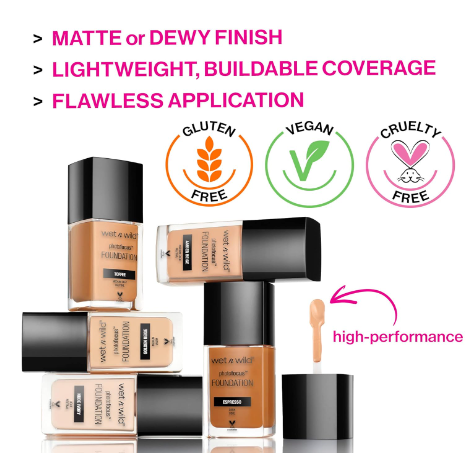 > MATTE or DEWY FINISH
> LIGHTWEIGHT, BUILDABLE COVERAGE
> FLAWLESS APPLICATION
GLUTEN
FREE
VEGAN
CRUELTY
FREE
wet n wild®
photofocus®
FOUNDATION
TOFFEE
wet n wild®
photofocus®
FOUNDATION
wet n wild®
photofocus®
FOUNDATION
wet n wild®
photofocus®
FOUNDATION
wet n wild®
photofocus®
FOUNDATION
ESPRESSO
high-performance